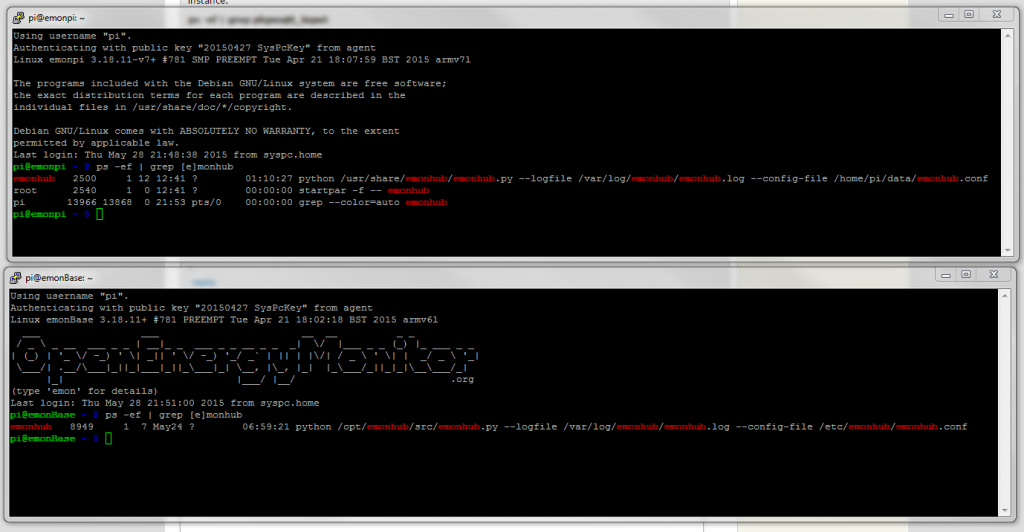 instance.
pi@emonpi: ~
Using username "pi".
Authenticating with public key "20150427 SysPcKey" from agent
Linux emonpi 3.18.11-v7+ #781 SMP PREEMPT Tue Apr 21 18:07:59 BST 2015 armv7l
The programs included with the Debian GNU/Linux system are free software;
the exact distribution terms for each program are described in the
individual files in /usr/share/doc/*/copyright.
Debian GNU/Linux comes with ABSOLUTELY NO WARRANTY, to the extent
permitted by applicable law.
Last login: Thu May 28 21:48:38 2015 from syspc.home
pi@emonpi ~ $ ps -ef | grep [e]monhub
emonhub   2500     1 12 12:41 ?        01:10:27 python /usr/share/emonhub/emonhub.py --logfile /var/log/emonhub/emonhub.log --config-file /home/pi/data/emonhub.conf
root      2540     1  0 12:41 ?        00:00:00 startpar -f -- emonhub
pi       13966 13868  0 21:53 pts/0    00:00:00 grep --color=auto emonhub
pi@emonpi ~ $
pi@emonBase: ~
Using username "pi".
Authenticating with public key "20150427 SysPcKey" from agent
Linux emonBase 3.18.11+ #781 PREEMPT Tue Apr 21 18:02:18 BST 2015 armv6l
OpenEnergyMonitor
.org
(type 'emon' for details)
Last login: Thu May 28 21:51:00 2015 from syspc.home
pi@emonBase ~ $ ps -ef | grep [e]monhub
emonhub   8949     1  7 May24 ?        06:59:21 python /opt/emonhub/src/emonhub.py --logfile /var/log/emonhub/emonhub.log --config-file /etc/emonhub/emonhub.conf
pi@emonBase ~ $